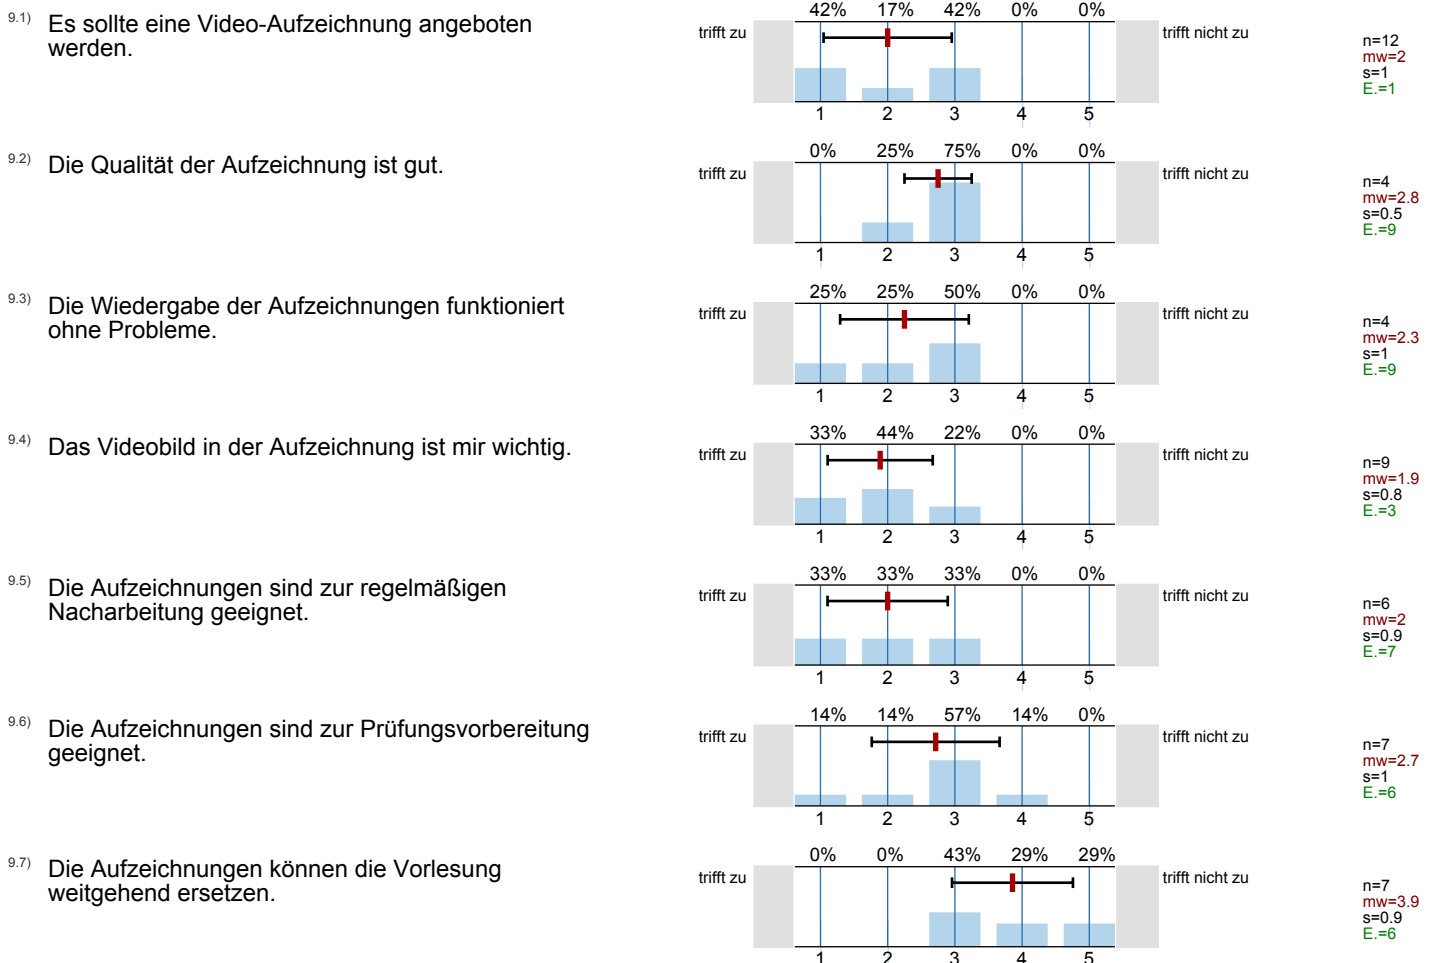 9.1) Es sollte eine Video-Aufzeichnung angeboten
werden.
42% 17% 42% 0% 0%
trifft zu trifft nicht zu
1 2 3 4 5
n=12
mw=2
s=1
E.=1
9.2) Die Qualität der Aufzeichnung ist gut.
0% 25% 75% 0% 0%
trifft zu trifft nicht zu
1 2 3 4 5
n=4
mw=2.8
s=0.5
E.=9
9.3) Die Wiedergabe der Aufzeichnungen funktioniert
ohne Probleme.
25% 25% 50% 0% 0%
trifft zu trifft nicht zu
1 2 3 4 5
n=4
mw=2.3
s=1
E.=9
9.4) Das Videobild in der Aufzeichnung ist mir wichtig.
33% 44% 22% 0% 0%
trifft zu trifft nicht zu
1 2 3 4 5
n=9
mw=1.9
s=0.8
E.=3
9.5) Die Aufzeichnungen sind zur regelmäßigen
Nacharbeitung geeignet.
33% 33% 33% 0% 0%
trifft zu trifft nicht zu
1 2 3 4 5
n=6
mw=2
s=0.9
E.=7
9.6) Die Aufzeichnungen sind zur Prüfungsvorbereitung
geeignet.
14% 14% 57% 14% 0%
trifft zu trifft nicht zu
1 2 3 4 5
n=7
mw=2.7
s=1
E.=6
9.7) Die Aufzeichnungen können die Vorlesung
weitgehend ersetzen.
0% 0% 43% 29% 29%
trifft zu trifft nicht zu
1 2 3 4 5
n=7
mw=3.9
s=0.9
E.=6